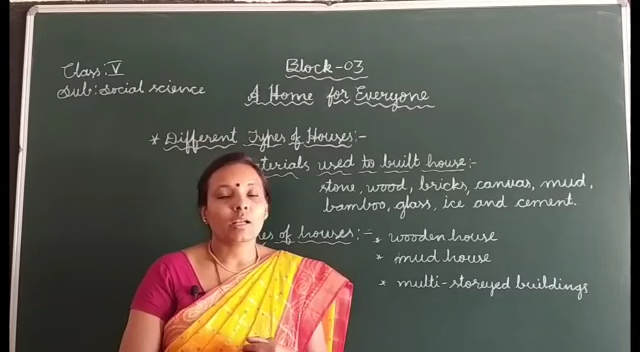 Block-03
Class: V
Sub: Social science
A Home for Everyone
* Different Types of Houses:-
used to built house:-
stone, wood, bricks, canvas, mud,
bamboo, glass, ice and cement.
of houses:-
* wooden house
* mud house
* multi-storeyed buildings